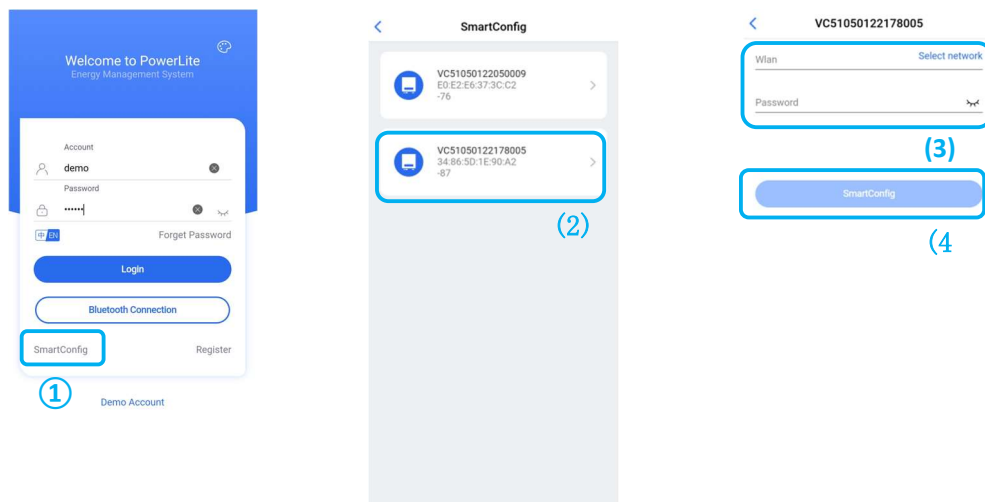 Welcome to PowerLite
Energy Management System
Account
demo
Password
••••••
中/EN
Forget Password
Login
Bluetooth Connection
SmartConfig
Register
①
Demo Account
SmartConfig
VC51050122050009
E0:E2:E6:37:3C:C2
-76
VC51050122178005
34:86:5D:1E:90:A2
-87
(2)
VC51050122178005
Wlan
Select network
Password
(3)
SmartConfig
(4